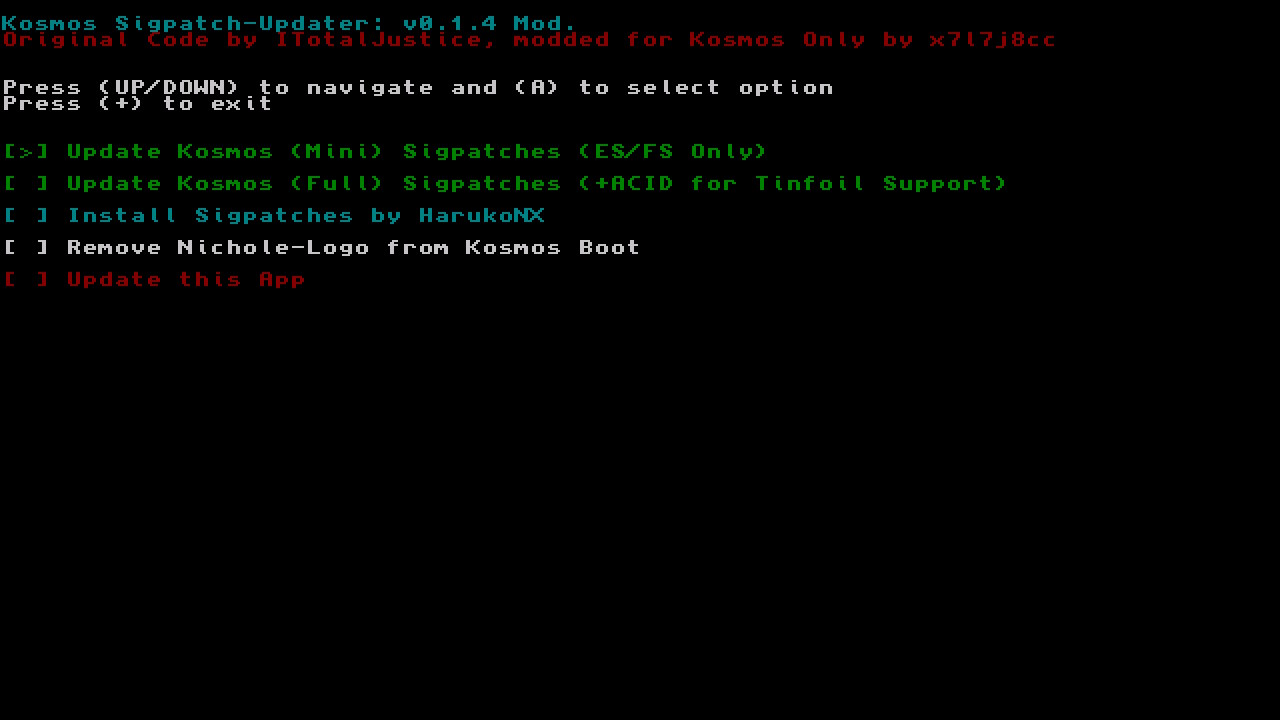 Kosmos Sigpatch-Updater: v0.1.4 Mod.
Original Code by ITotalJustice, modded for Kosmos Only by x7l7j8cc
Press (UP/DOWN) to navigate and (A) to select option
Press (+) to exit
[>] Update Kosmos (Mini) Sigpatches (ES/FS Only)
[ ] Update Kosmos (Full) Sigpatches (+ACID for Tinfoil Support)
[ ] Install Sigpatches by HarukoNX
[ ] Remove Nichole-Logo from Kosmos Boot
[ ] Update this App